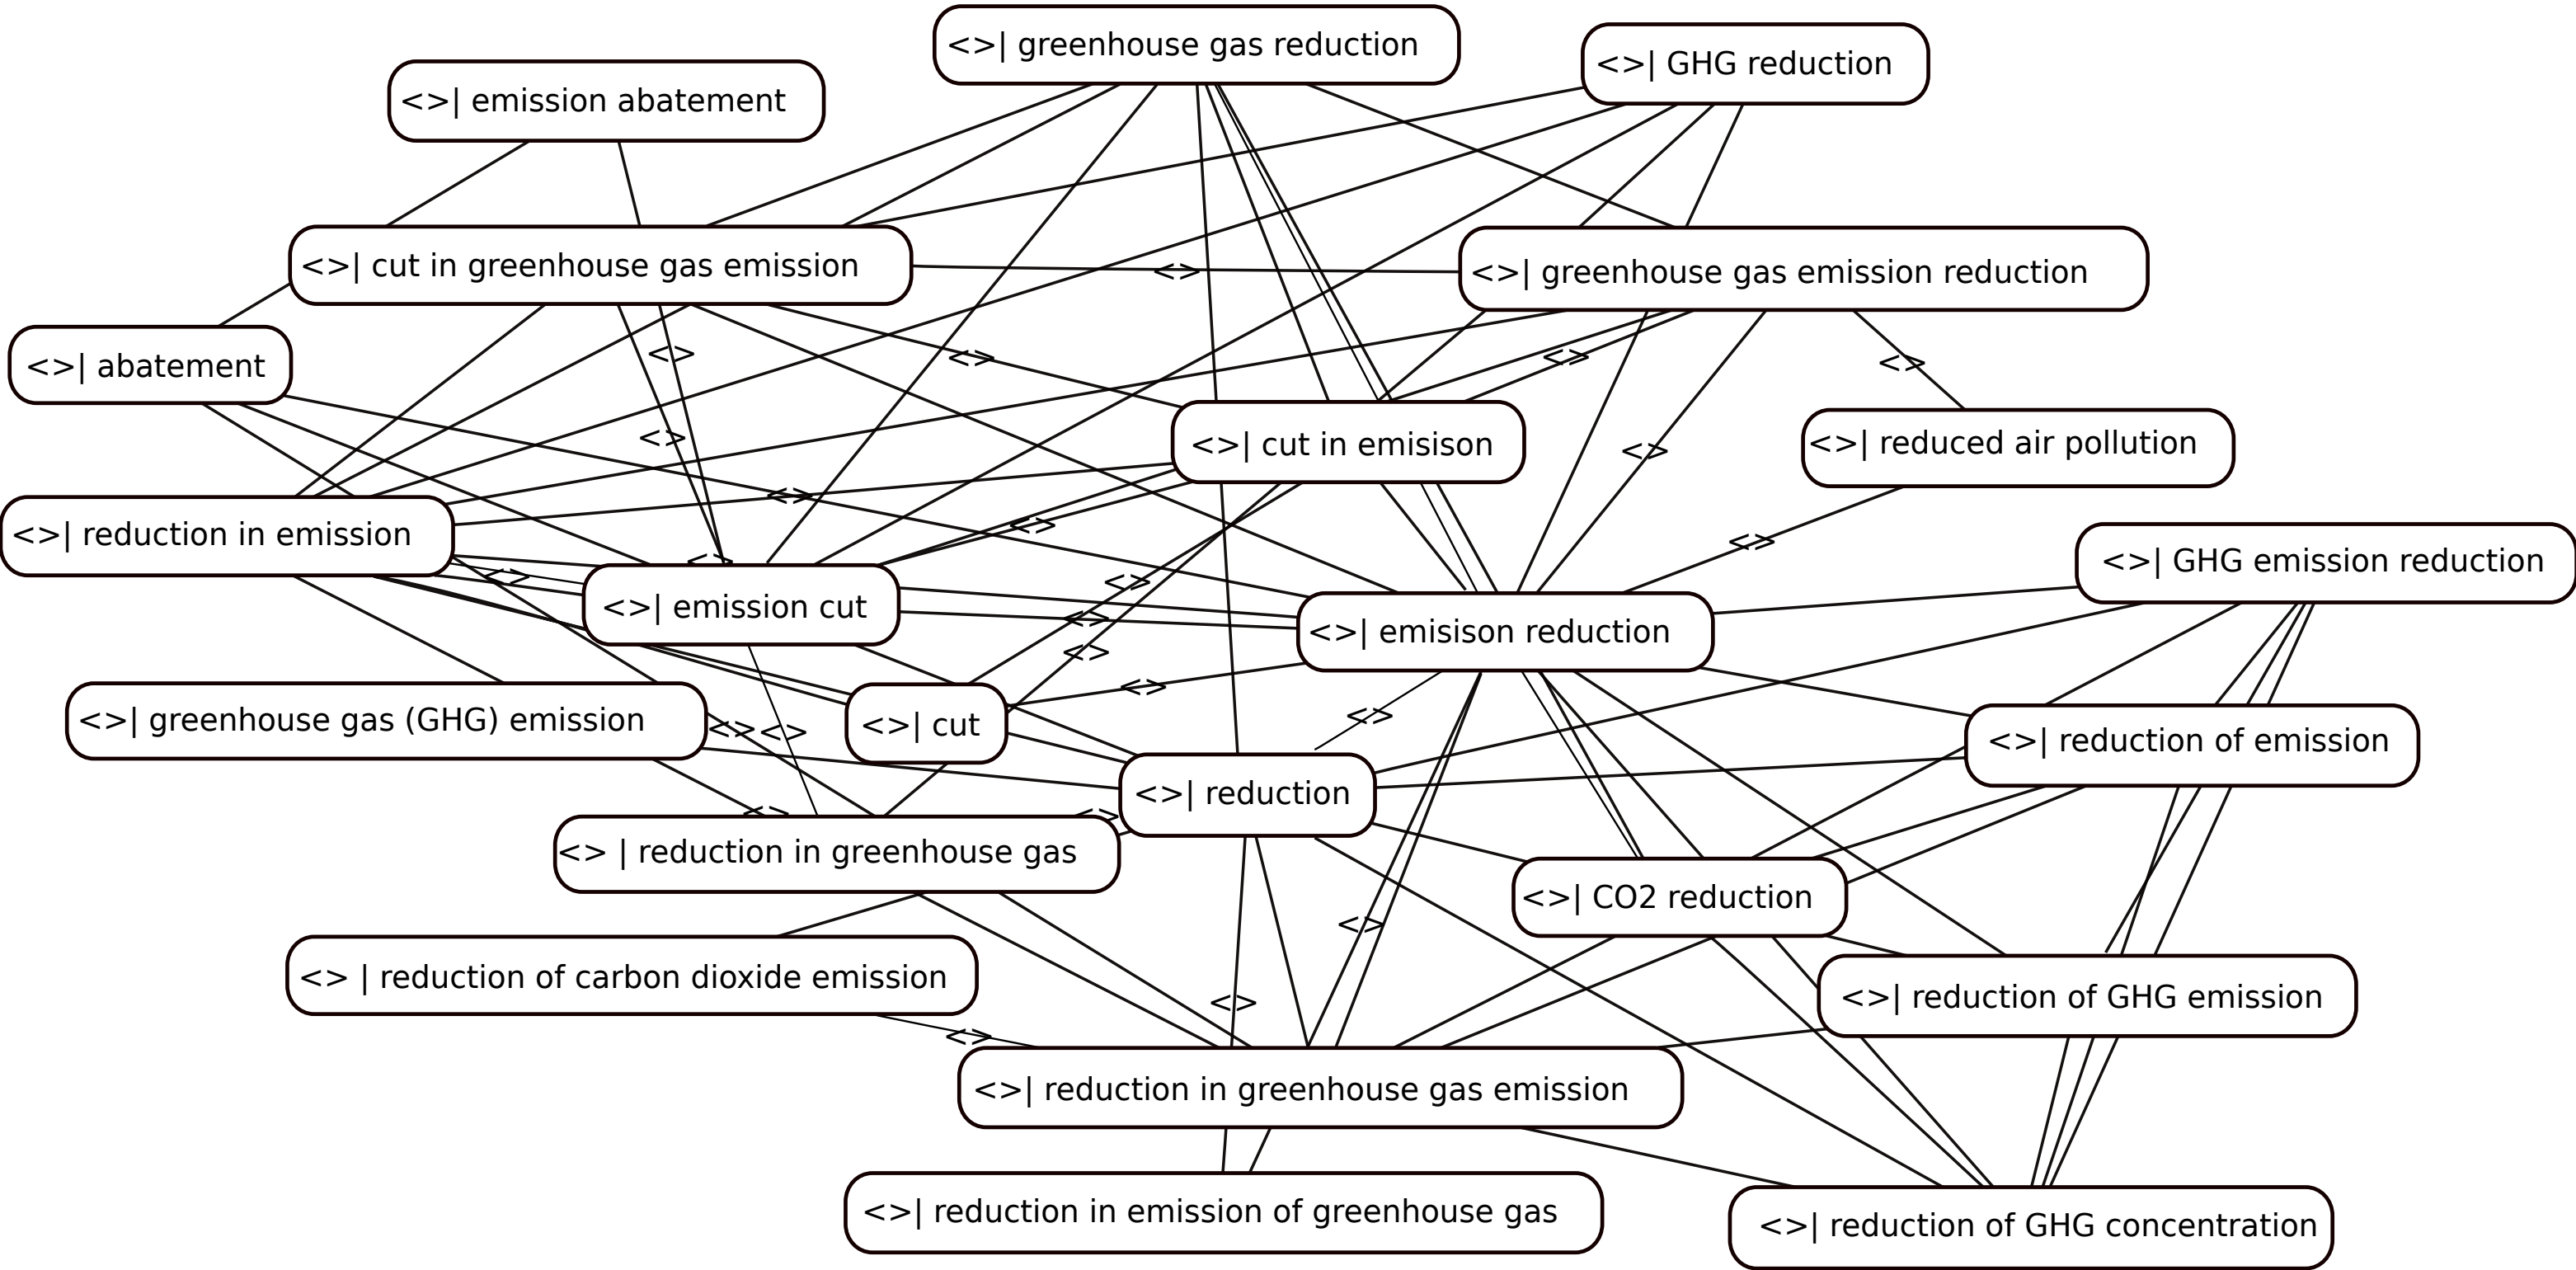 <>| greenhouse gas reduction
<>| GHG reduction
<>| emission abatement
<>| cut in greenhouse gas emission
<>
<>| greenhouse gas emission reduction
<>| abatement
<>
<>
<>
<>
<>
<>| cut in emisison
<>
<>| reduced air pollution
<>
<>| reduction in emission
<>
<>
<>
<>| GHG emission reduction
<>
<>
<>| emission cut
<>
<>| emisison reduction
<>
<>
<>| greenhouse gas (GHG) emission
<>
<>
<>| cut
<>
<>| reduction of emission
<>| reduction
<>
<>
<> | reduction in greenhouse gas
<>| CO2 reduction
<>
<> | reduction of carbon dioxide emission
<>
<>| reduction of GHG emission
<>
<>| reduction in greenhouse gas emission
<>| reduction in emission of greenhouse gas
<>| reduction of GHG concentration